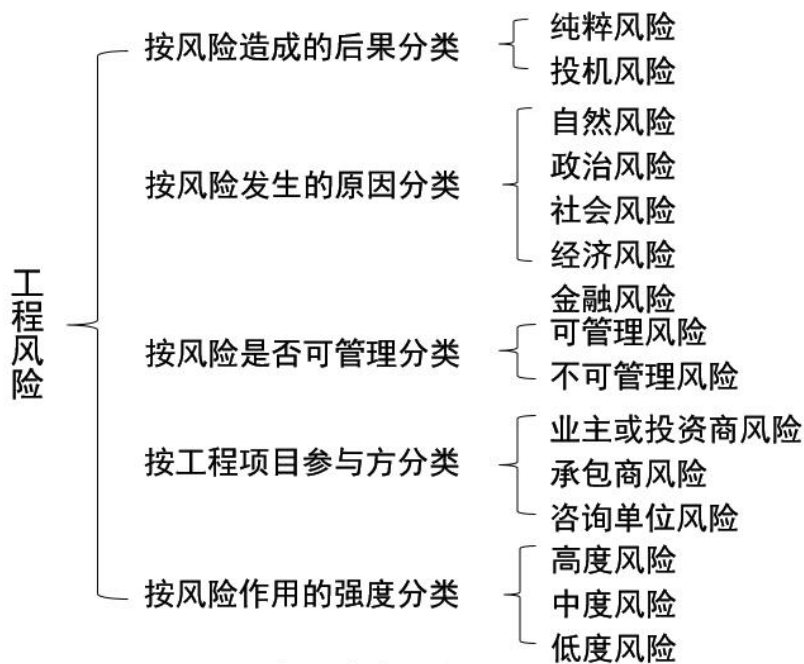 工程风险
按风险造成的后果分类
纯粹风险
投机风险
按风险发生的原因分类
自然风险
政治风险
社会风险
经济风险
金融风险
按风险是否可管理分类
可管理风险
不可管理风险
按工程项目参与方分类
业主或投资商风险
承包商风险
咨询单位风险
按风险作用的强度分类
高度风险
中度风险
低度风险